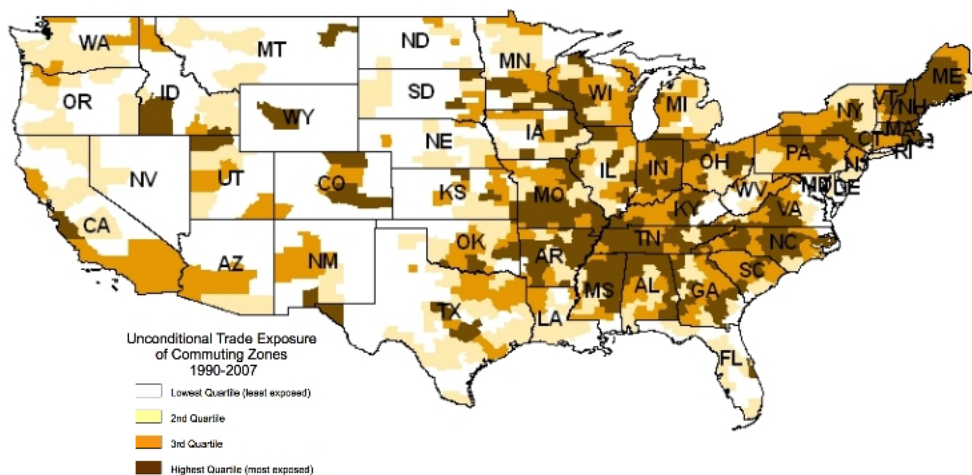 WA
MT
ND
MN
ME
OR
ID
SD
WI
MI
NY
VT
NH
MA
CT
RI
WY
NE
IA
PA
NJ
NV
UT
CO
KS
IL
IN
OH
MD
DE
WV
VA
CA
MO
KY
AZ
NM
OK
AR
TN
NC
SC
TX
LA
MS
AL
GA
FL
Unconditional Trade Exposure
of Commuting Zones
1990-2007
Lowest Quartile (least exposed)
2nd Quartile
3rd Quartile
Highest Quartile (most exposed)